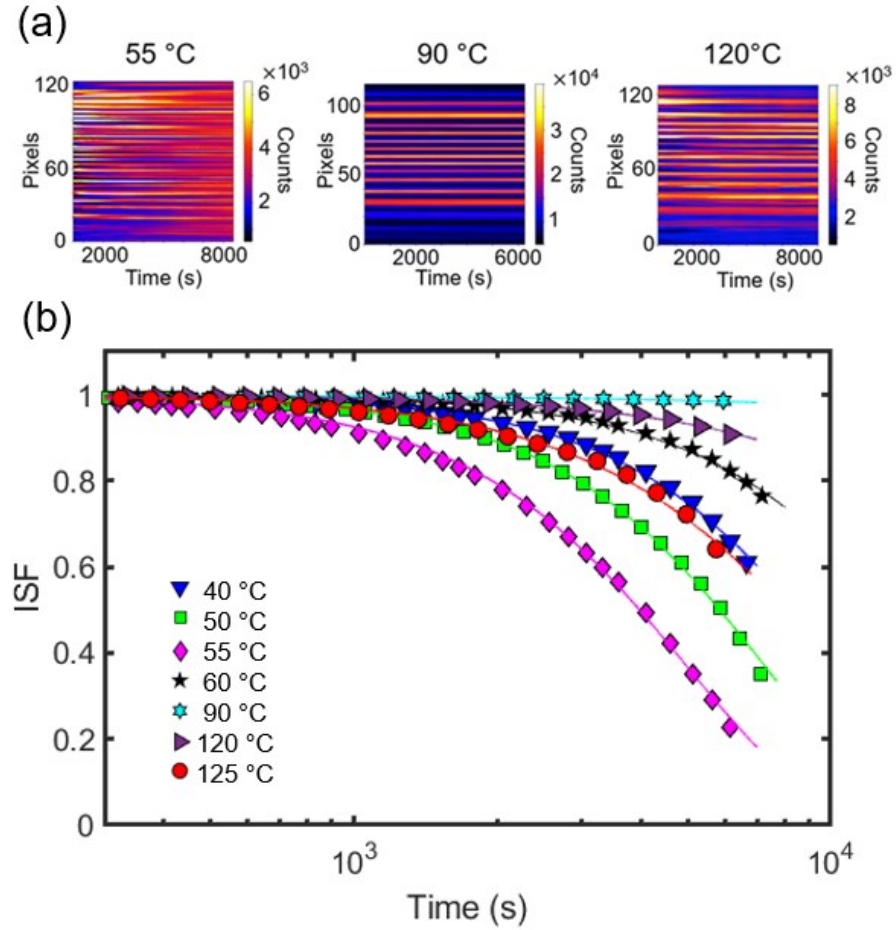 (a)
55 °C
90 °C
120°C
×10³
×10⁴
×10³
120
60
0
Pixels
6
4
2
Counts
2000 8000
Time (s)
100
50
0
Pixels
3
2
1
Counts
2000 6000
Time (s)
120
60
0
Pixels
8
6
4
2
Counts
2000 8000
Time (s)
(b)
1
0.8
0.6
0.4
0.2
0
ISF
40 °C
50 °C
55 °C
60 °C
90 °C
120 °C
125 °C
10³ 10⁴
Time (s)